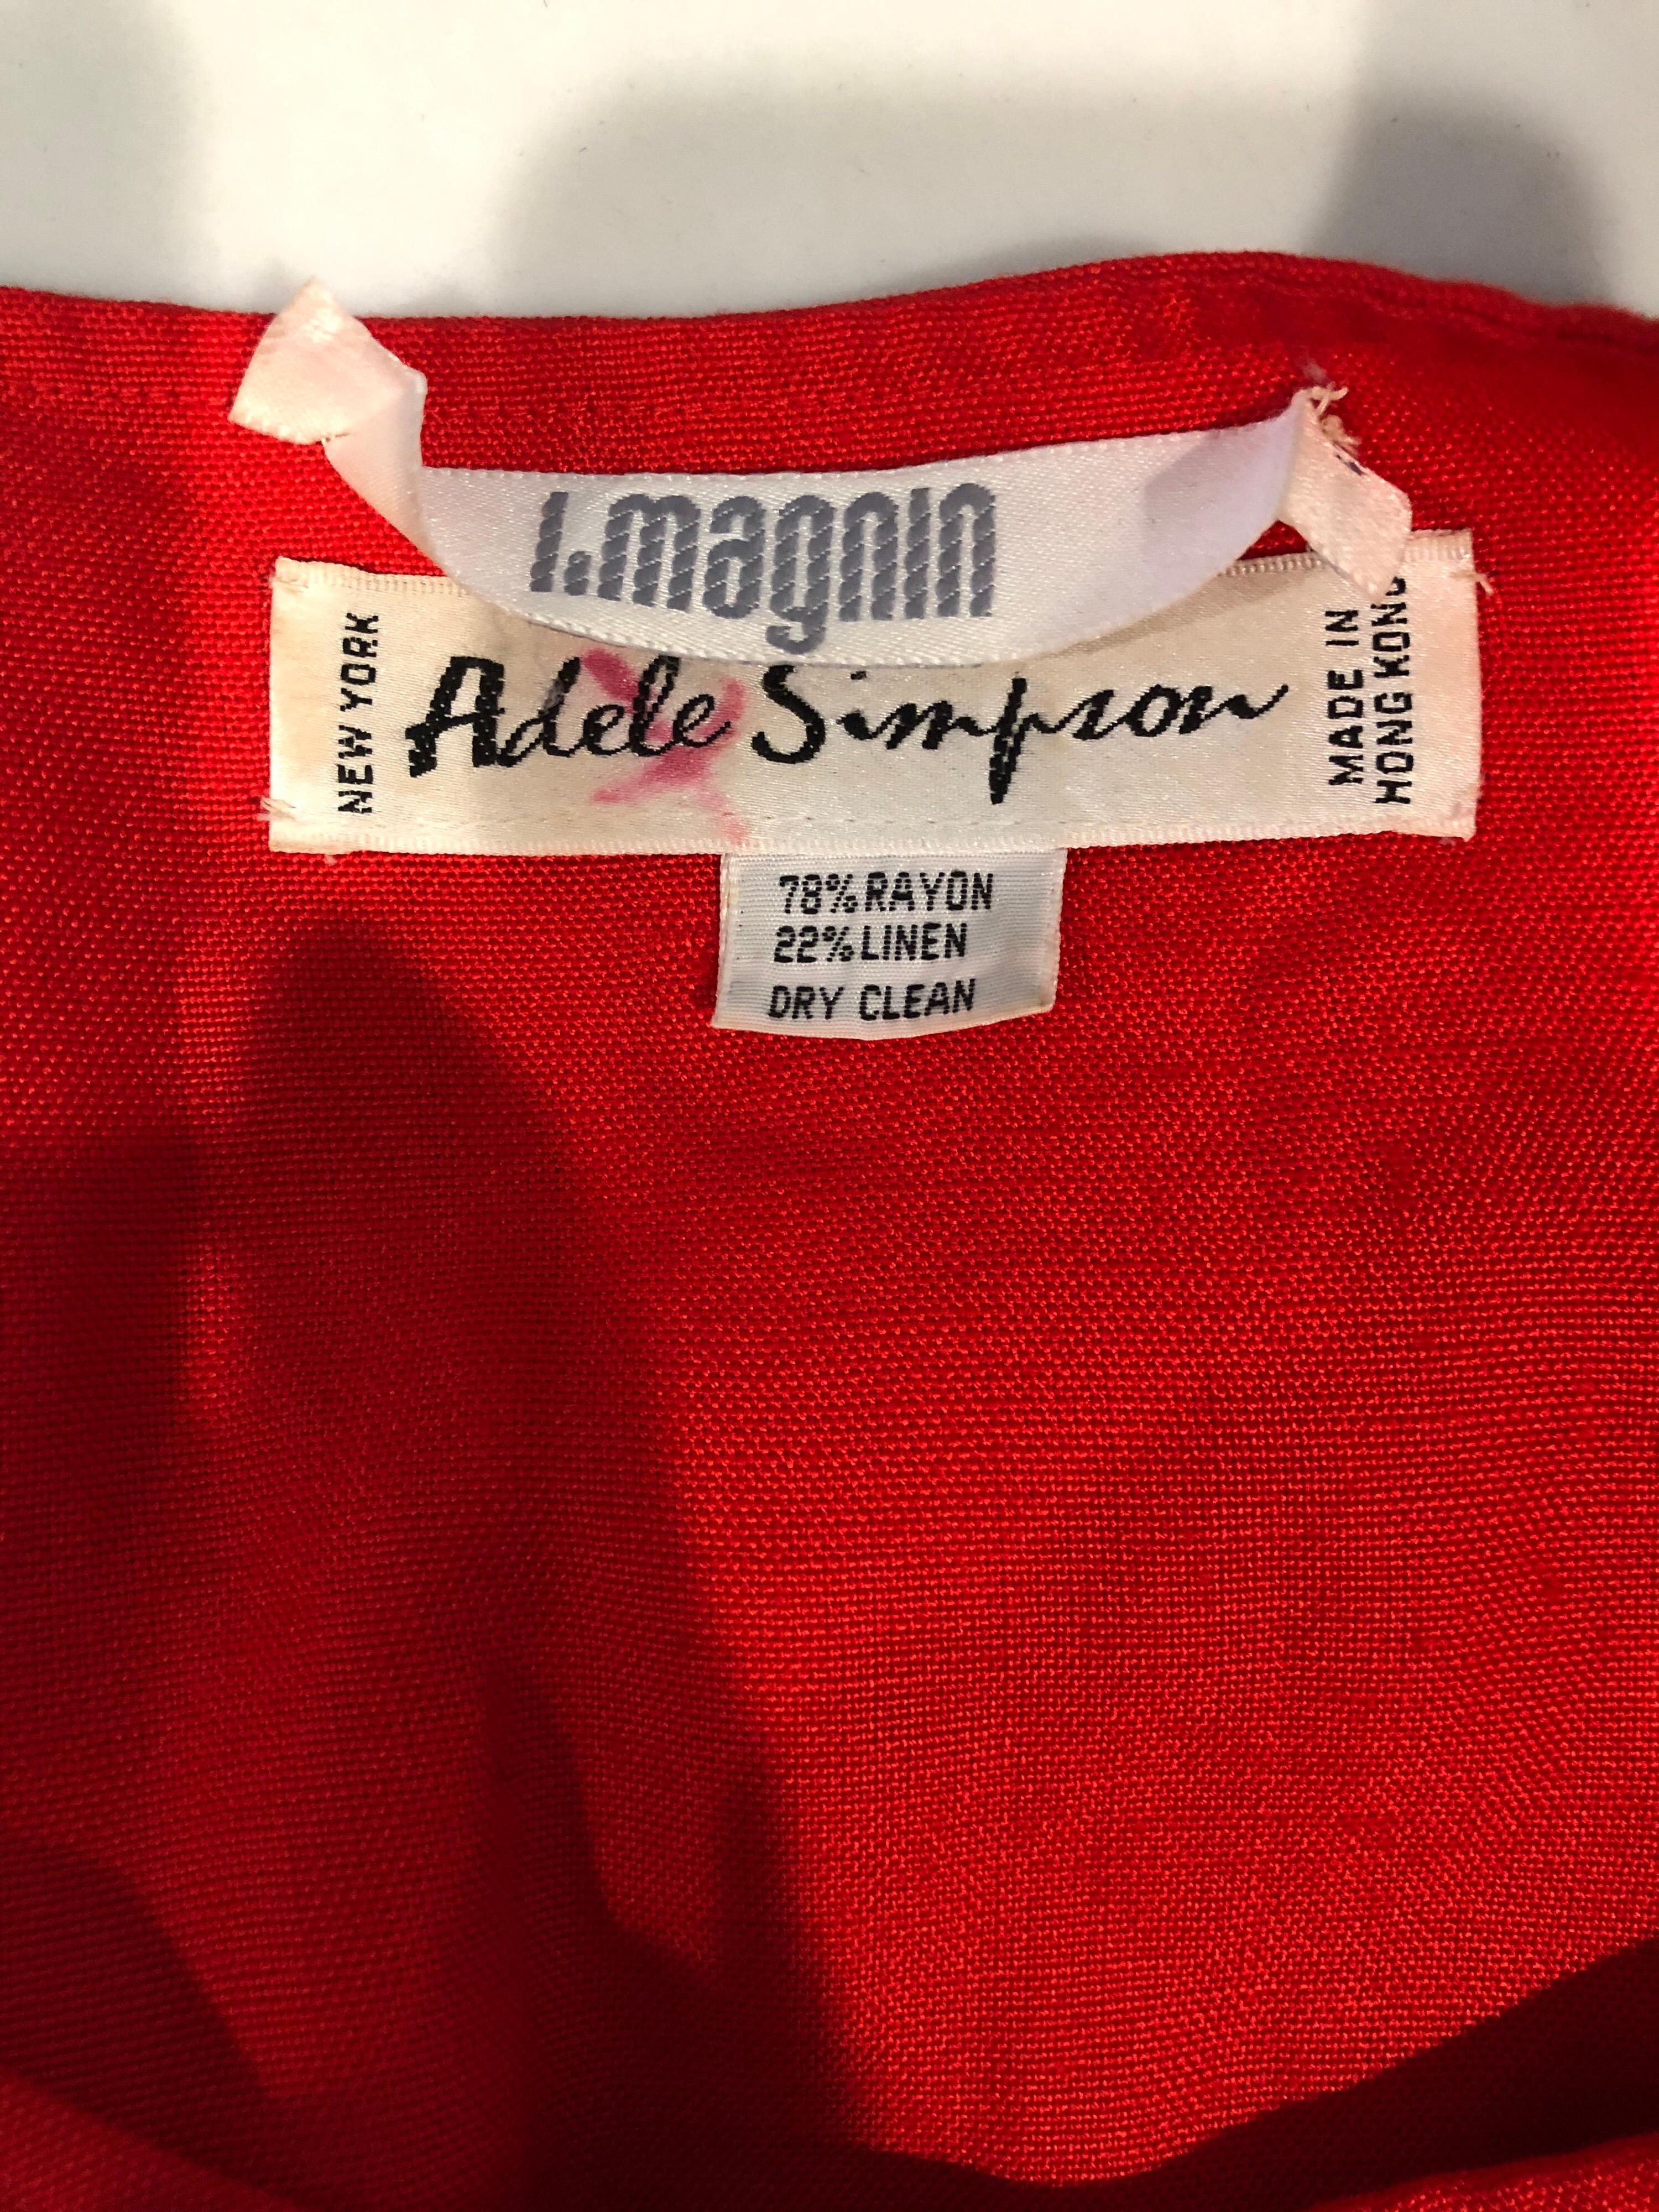 I.magnin
NEW YORK
Adele Simpson
MADE IN
HONG KONG
78% RAYON
22% LINEN
DRY CLEAN